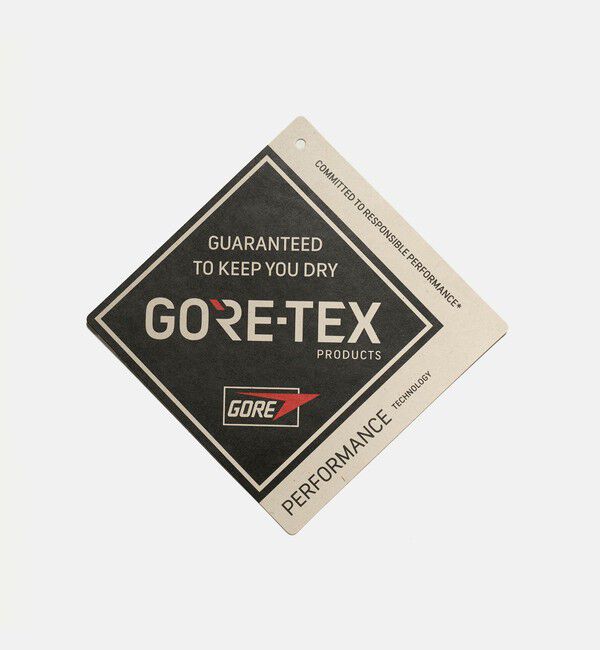 COMMITTED TO RESPONSIBLE PERFORMANCE*
GUARANTEED
TO KEEP YOU DRY
GORE-TEX
PRODUCTS
GORE
PERFORMANCE TECHNOLOGY